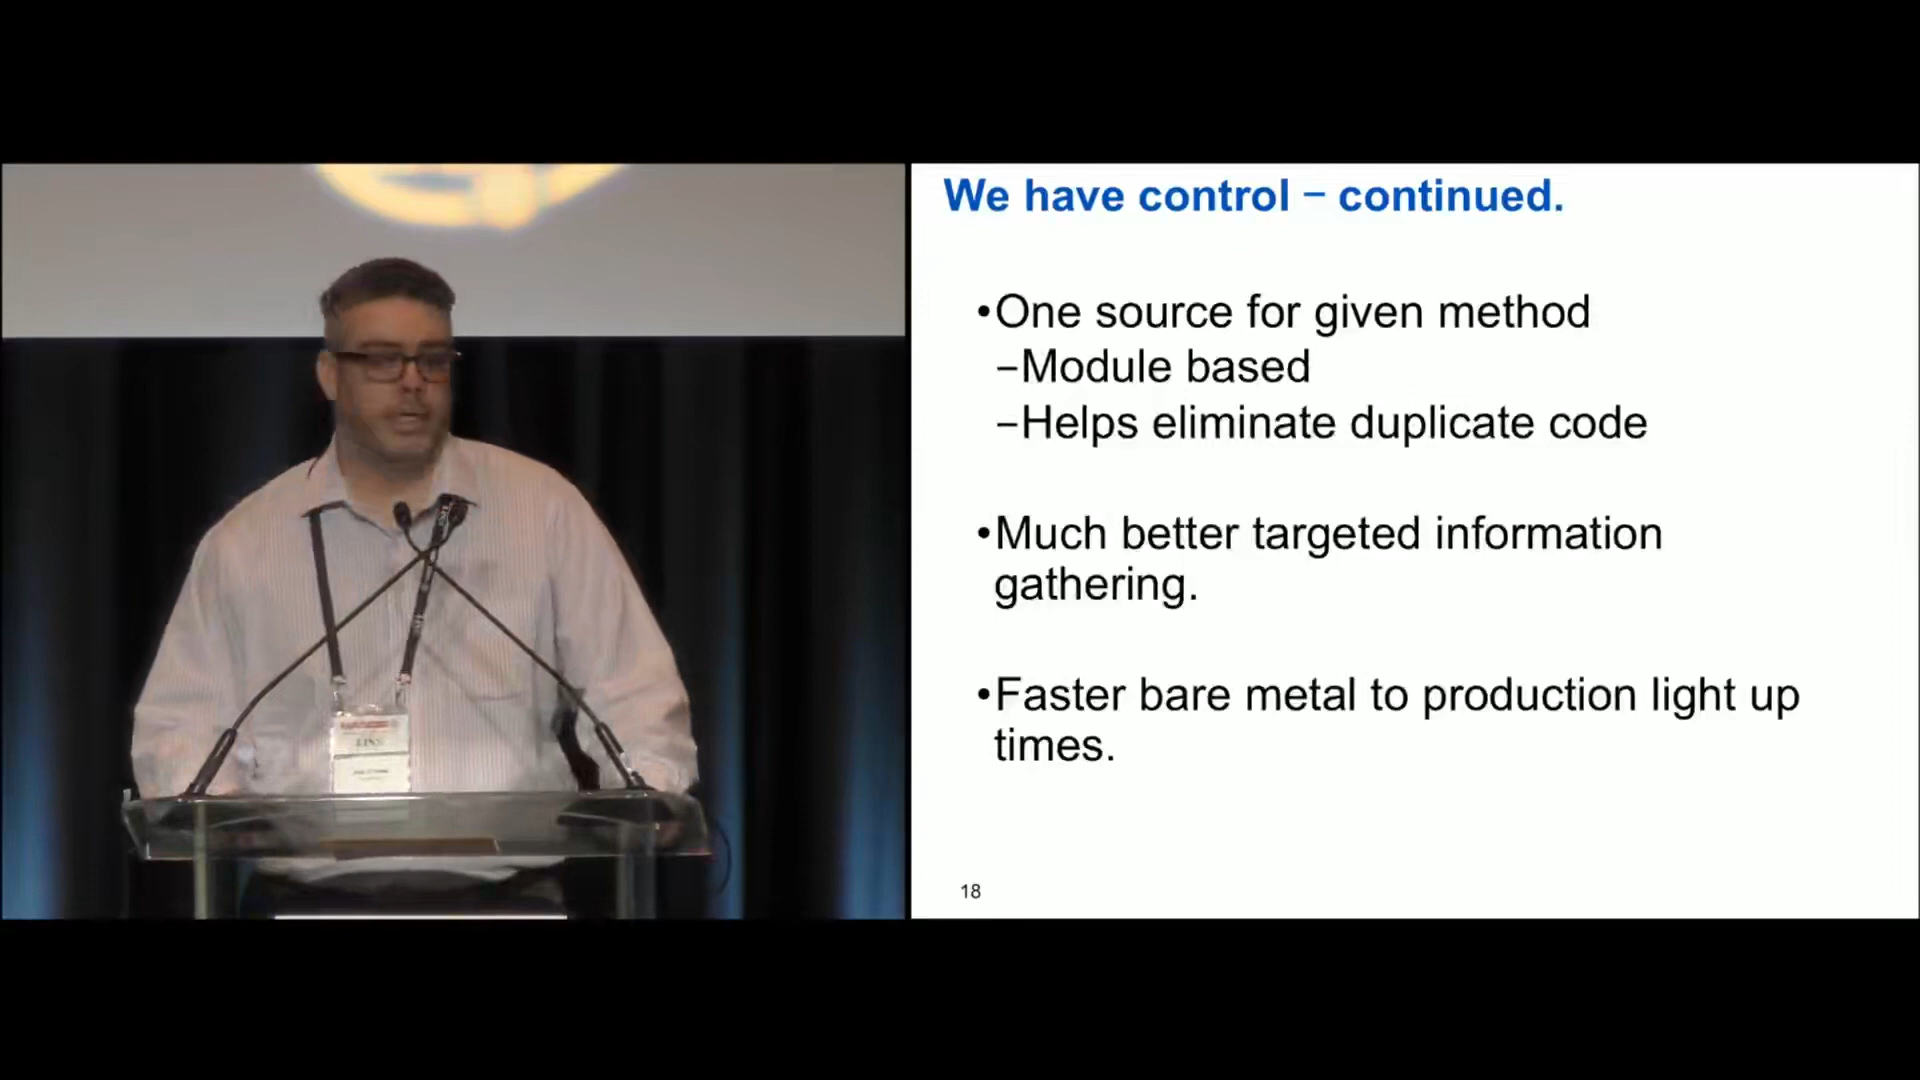 We have control – continued.
•One source for given method
–Module based
–Helps eliminate duplicate code
•Much better targeted information
gathering.
•Faster bare metal to production light up
times.
18